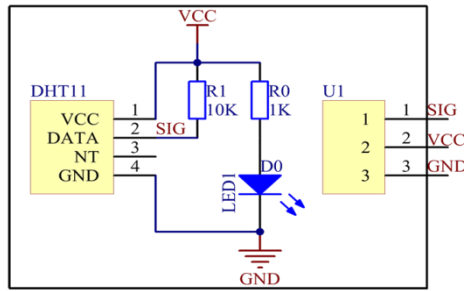 VCC
DHT11
VCC 1
DATA 2
SIG
NT 3
GND 4
R1
10K
R0
1K
D0
LED1
GND
U1
1 1 SIG
2 2 VCC
3 3 GND